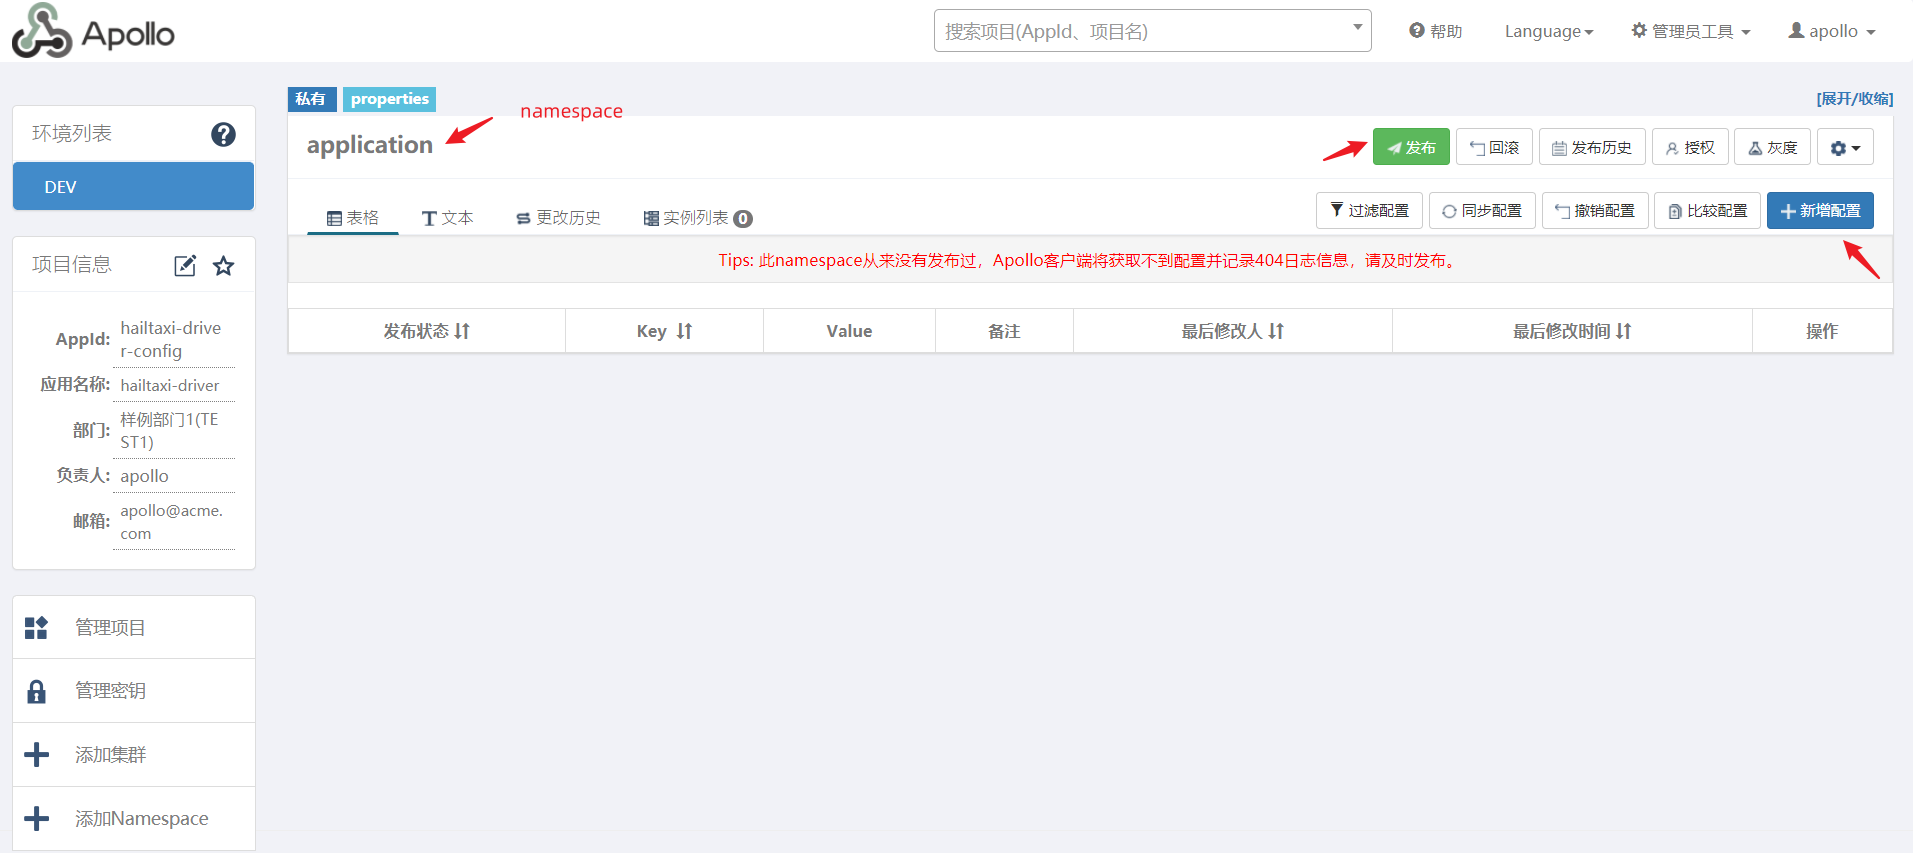 Apollo
搜索项目(AppId、项目名)
帮助
Language
管理员工具
apollo
私有
properties
[展开/收缩]
namespace
application
发布
回滚
发布历史
授权
灰度
环境列表
DEV
表格
文本
更改历史
实例列表 0
过滤配置
同步配置
撤销配置
比较配置
新增配置
Tips: 此namespace从来没有发布过，Apollo客户端将获取不到配置并记录404日志信息，请及时发布。
发布状态
Key
Value
备注
最后修改人
最后修改时间
操作
项目信息
AppId: hailtaxi-drive
r-config
应用名称: hailtaxi-driver
部门: 样例部门1(TE
ST1)
负责人: apollo
邮箱: apollo@acme.
com
管理项目
管理密钥
添加集群
添加Namespace